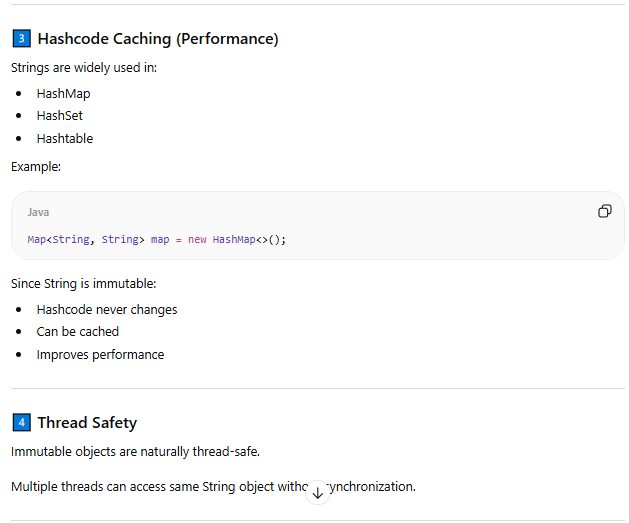 3 Hashcode Caching (Performance)
Strings are widely used in:
• HashMap
• HashSet
• Hashtable
Example:
Java
Map<String, String> map = new HashMap<>();
Since String is immutable:
• Hashcode never changes
• Can be cached
• Improves performance
4 Thread Safety
Immutable objects are naturally thread-safe.
Multiple threads can access same String object synchronization.